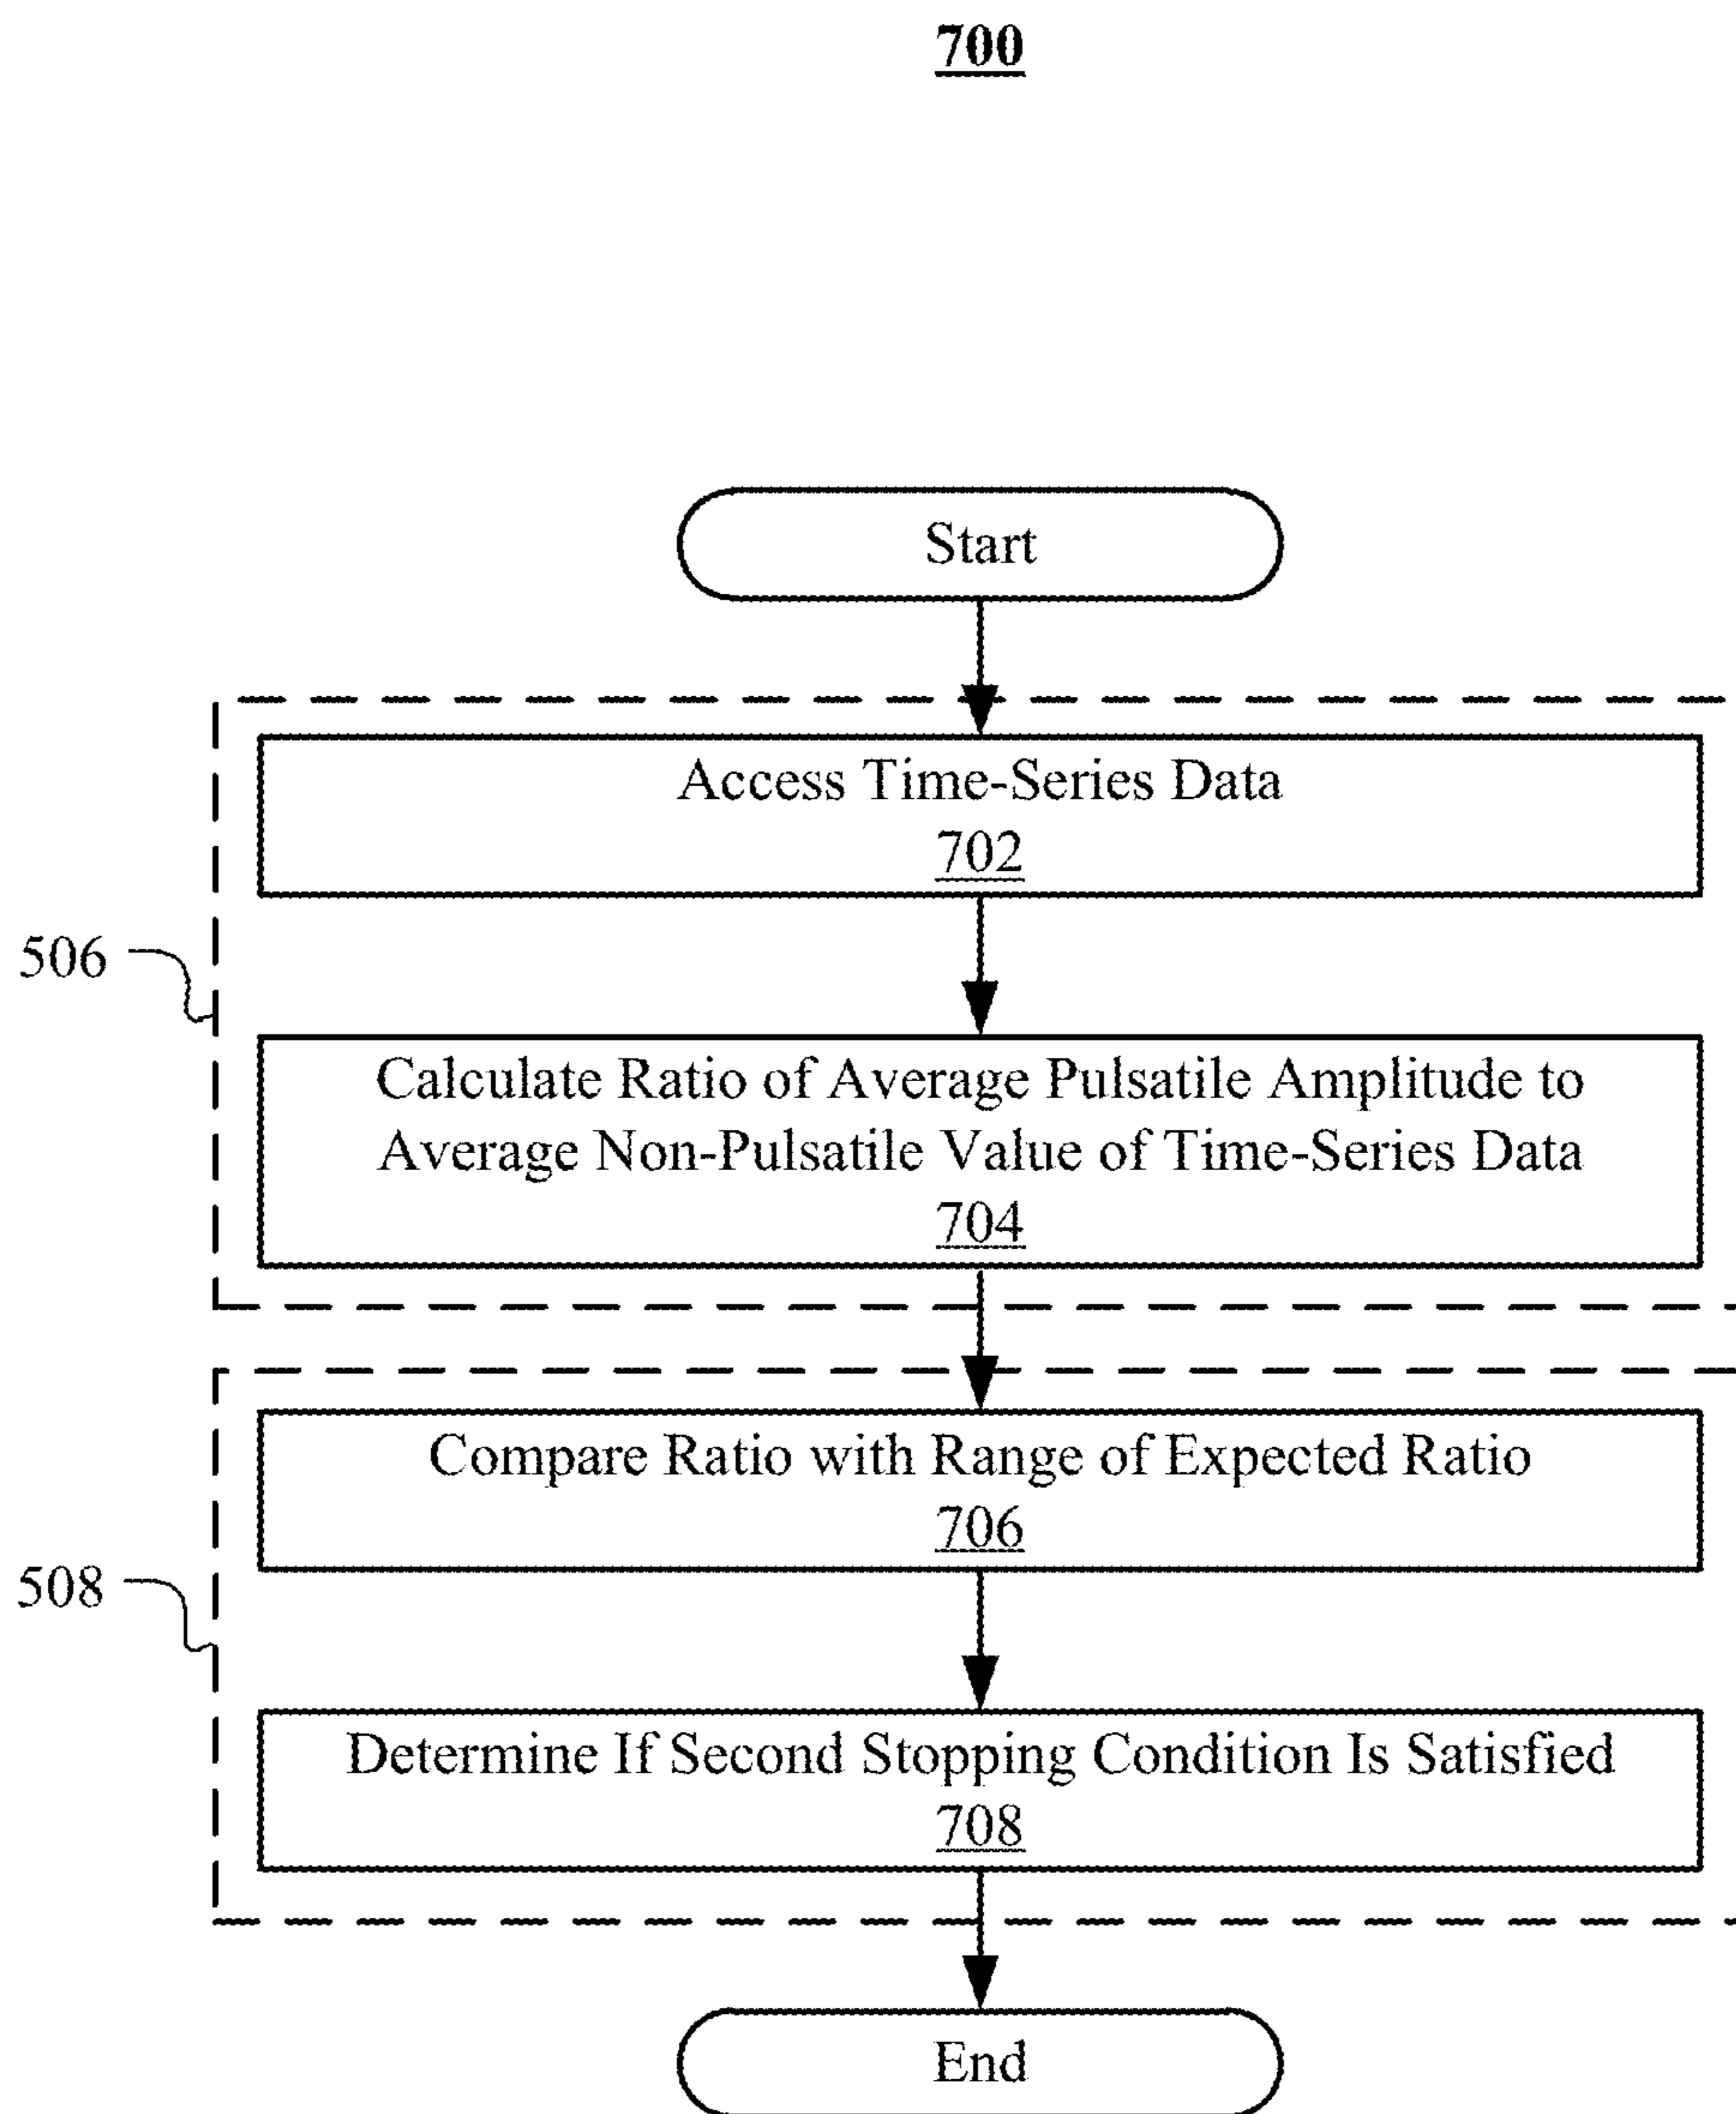 700
Start
Access Time-Series Data
702
506
Calculate Ratio of Average Pulsatile Amplitude to
Average Non-Pulsatile Value of Time-Series Data
704
Compare Ratio with Range of Expected Ratio
706
508
Determine If Second Stopping Condition Is Satisfied
708
End